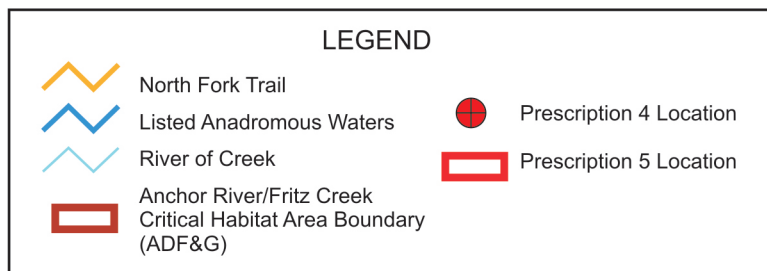 LEGEND
North Fork Trail
Listed Anadromous Waters
River of Creek
Anchor River/Fritz Creek
Critical Habitat Area Boundary
(ADF&G)
Prescription 4 Location
Prescription 5 Location